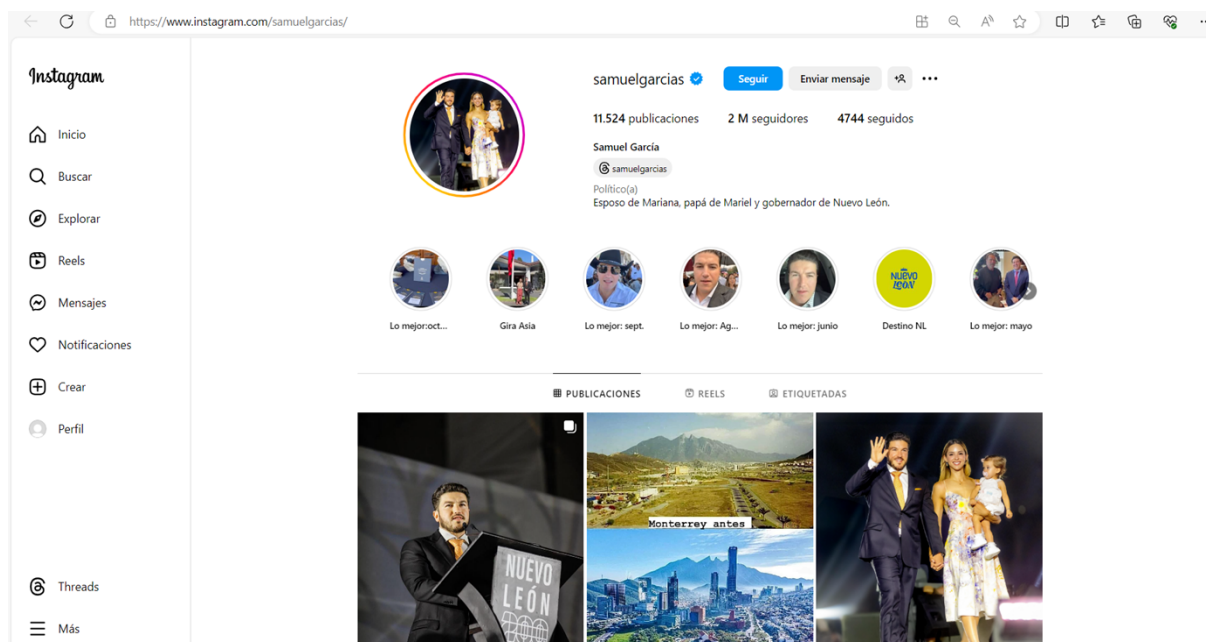 https://www.instagram.com/samuelgarcias/
Instagram
Inicio
Buscar
Explorar
Reels
Mensajes
Notificaciones
Crear
Perfil
Threads
Más
samuelgarcias
Seguir
Enviar mensaje
11.524 publicaciones 2 M seguidores 4744 seguidos
Samuel García
samuelgarcias
Político(a)
Esposo de Mariana, papá de Mariel y gobernador de Nuevo León.
NUEVO
LEÓN
Lo mejor:oct... Gira Asia Lo mejor: sept. Lo mejor: Ag... Lo mejor: junio Destino NL Lo mejor: mayo
PUBLICACIONES REELS ETIQUETADAS
Monterrey antes
NUEVO
LEÓN